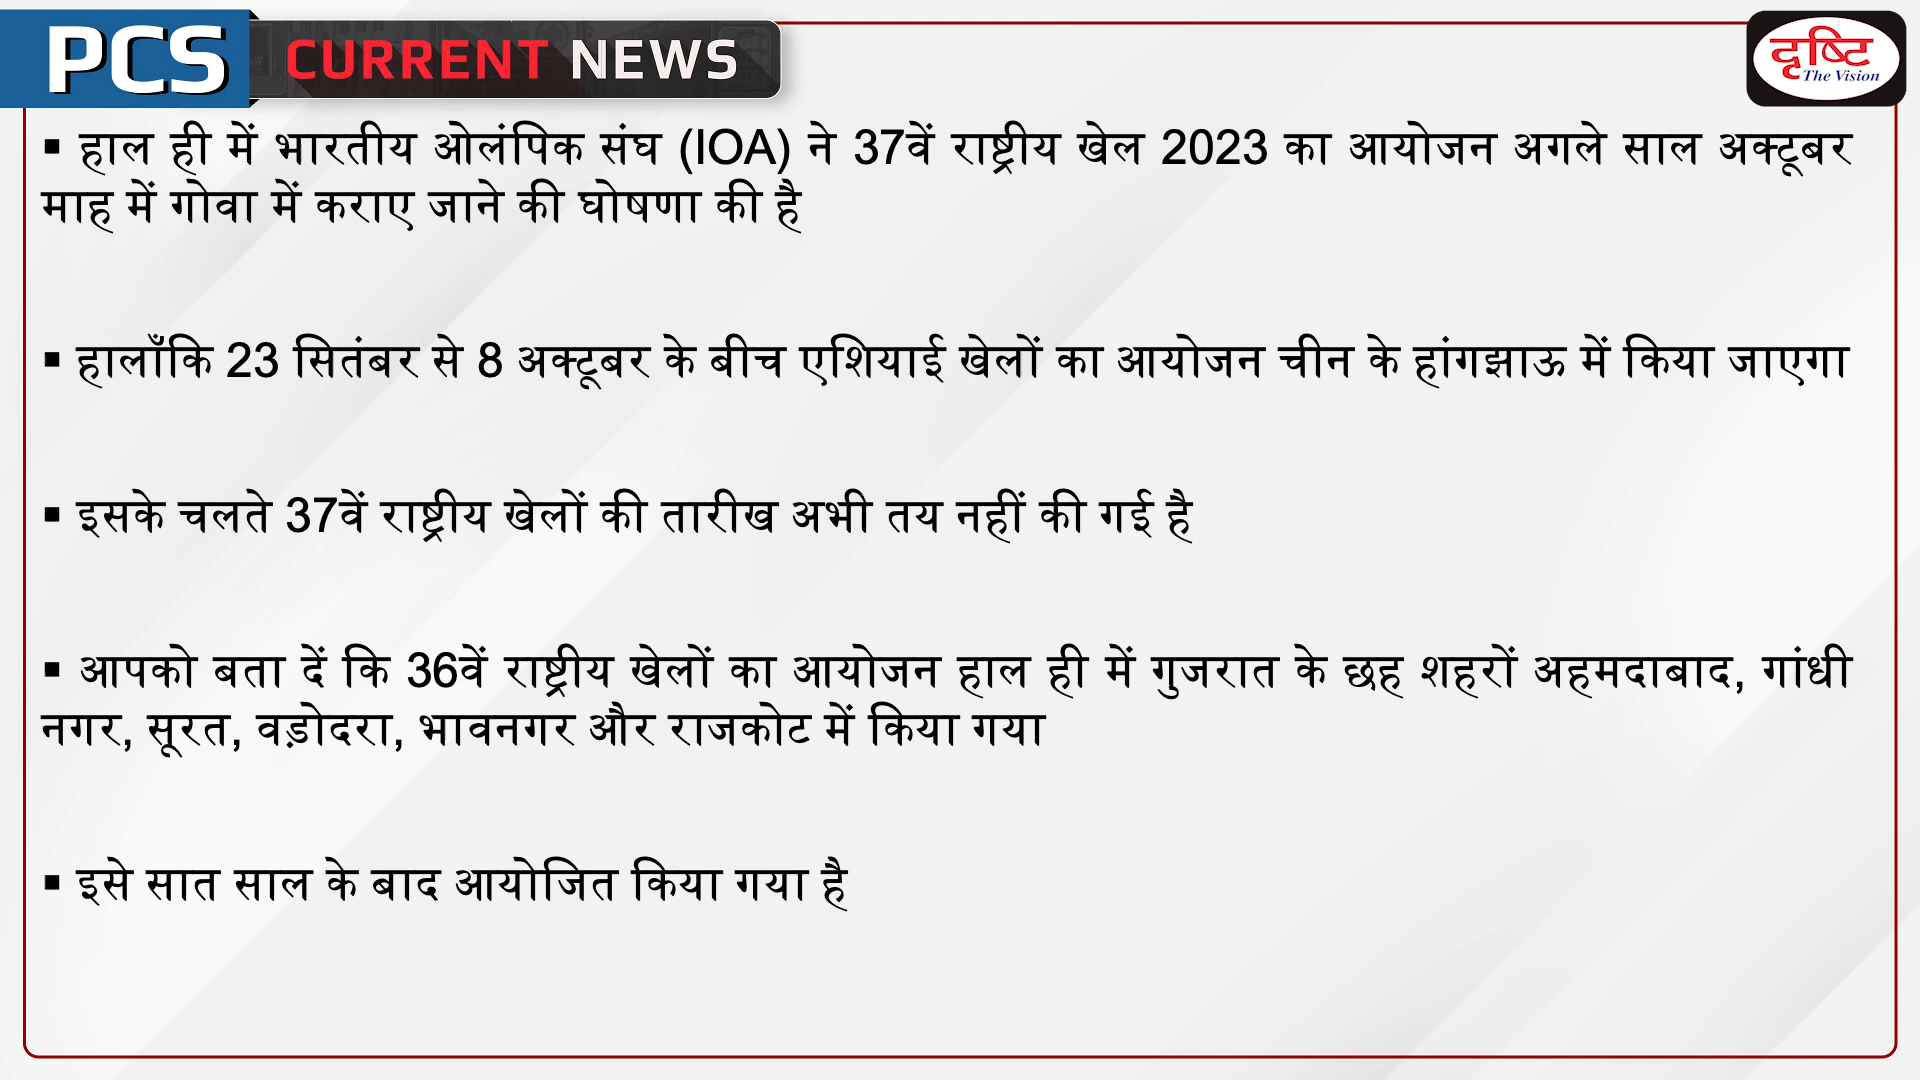 PCS CURRENT NEWS
दृष्टि
The Vision
▪ हाल ही में भारतीय ओलंपिक संघ (IOA) ने 37वें राष्ट्रीय खेल 2023 का आयोजन अगले साल अक्टूबर
माह में गोवा में कराए जाने की घोषणा की है
▪ हालाँकि 23 सितंबर से 8 अक्टूबर के बीच एशियाई खेलों का आयोजन चीन के हांगझाऊ में किया जाएगा
▪ इसके चलते 37वें राष्ट्रीय खेलों की तारीख अभी तय नहीं की गई है
▪ आपको बता दें कि 36वें राष्ट्रीय खेलों का आयोजन हाल ही में गुजरात के छह शहरों अहमदाबाद, गांधी
नगर, सूरत, वड़ोदरा, भावनगर और राजकोट में किया गया
▪ इसे सात साल के बाद आयोजित किया गया है